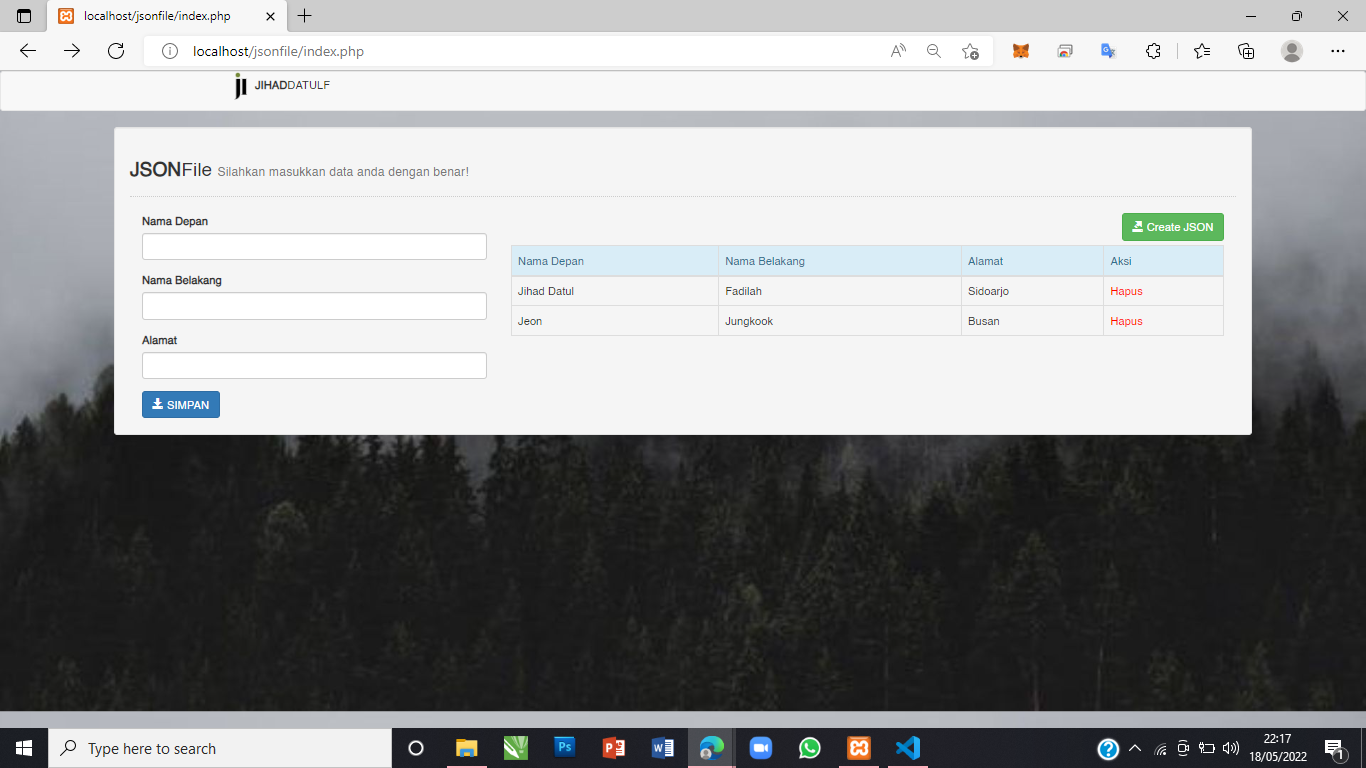 localhost/jsonfile/index.php
localhost/jsonfile/index.php
ji JIHADDATULF
JSONFile Silahkan masukkan data anda dengan benar!
Nama Depan
Nama Belakang
Alamat
SIMPAN
Create JSON
Nama Depan Nama Belakang Alamat Aksi
Jihad Datul Fadilah Sidoarjo Hapus
Jeon Jungkook Busan Hapus
Type here to search
Ps
22:17
18/05/2022
1